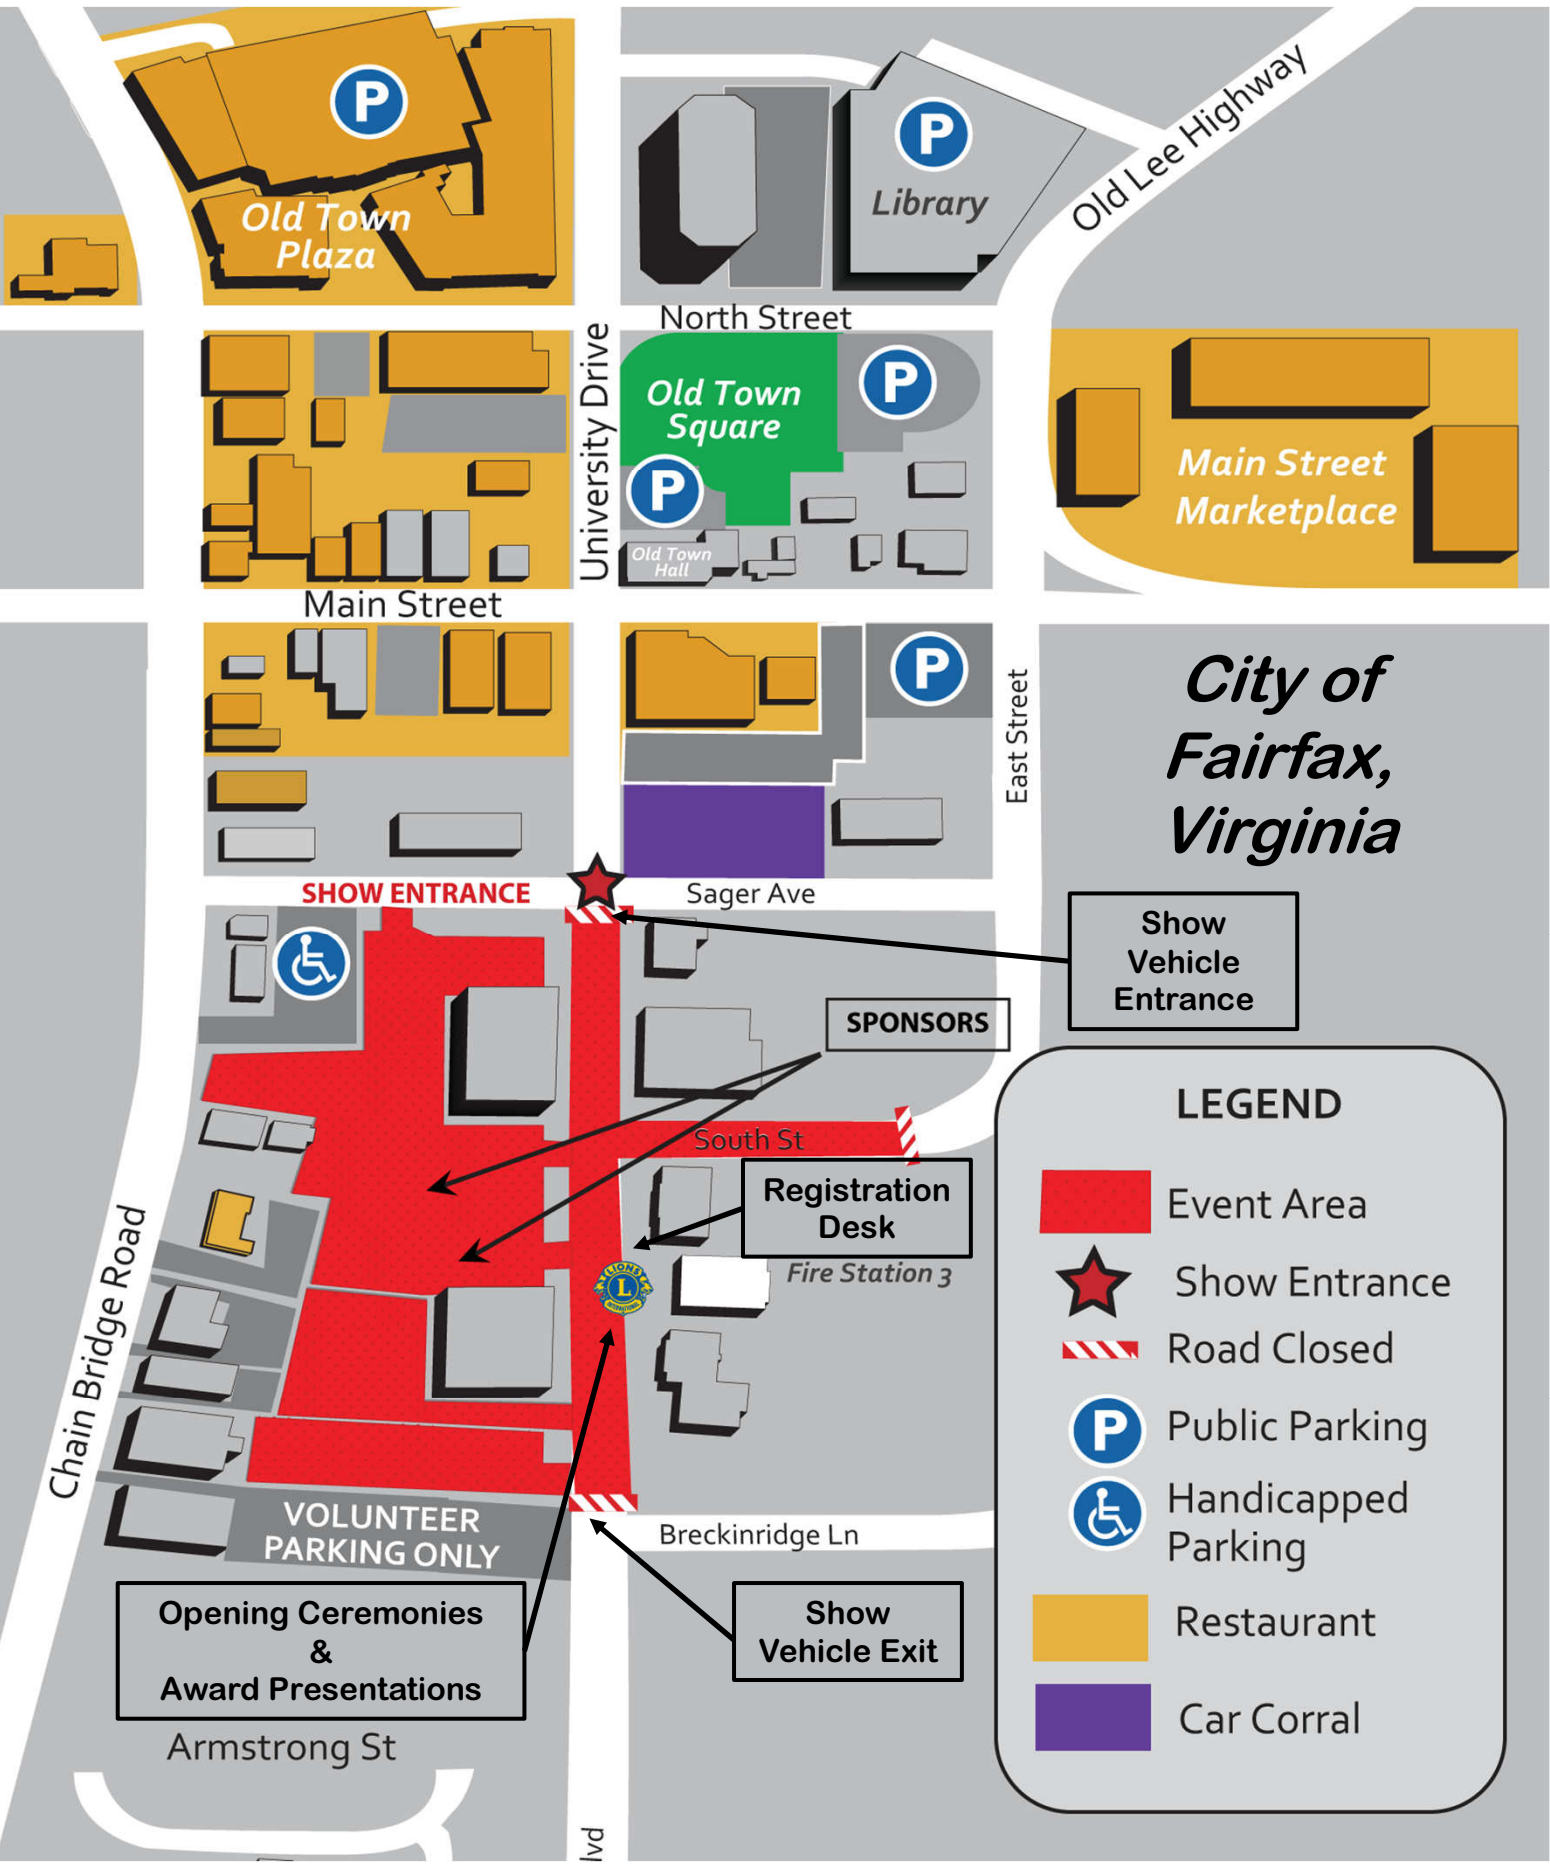 P
P
Library
Old Lee Highway
Old Town
Plaza
North Street
University Drive
Old Town
Square
P
P
Old Town
Hall
Main Street
Marketplace
Main Street
P
East Street
City of
Fairfax,
Virginia
SHOW ENTRANCE
Sager Ave
Show
Vehicle
Entrance
SPONSORS
South St
Registration
Desk
LIONS
L
INTERNATIONAL
Fire Station 3
Chain Bridge Road
VOLUNTEER
PARKING ONLY
Breckinridge Ln
Opening Ceremonies
&
Award Presentations
Show
Vehicle Exit
Armstrong St
lvd
LEGEND
Event Area
Show Entrance
Road Closed
P
Public Parking
Handicapped
Parking
Restaurant
Car Corral